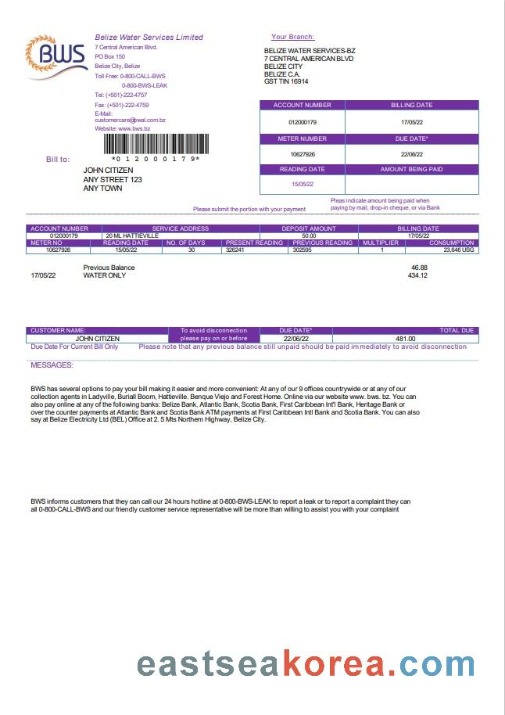 BWS
Belize Water Services Limited
7 Central American Blvd.
PO Box 150
Belize City, Belize
Toll Free: 0-800-CALL-BWS
0-800-BWS-LEAK
Tel: (+501)-222-4757
Fax: (+501)-222-4759
E-Mail:
customercare@bwl.com.bz
Website: www.bws.bz
*012000179*
Your Branch:
BELIZE WATER SERVICES-BZ
7 CENTRAL AMERICAN BLVD
BELIZE CITY
BELIZE C.A.
GST TIN 16914
ACCOUNT NUMBER BILLING DATE
012000179 17/05/22
METER NUMBER DUE DATE*
10627926 22/06/22
READING DATE AMOUNT BEING PAID
15/05/22
Bill to:
JOHN CITIZEN
ANY STREET 123
ANY TOWN
Please submit the portion with your payment
Pleas indicate amount being paid when
paying by mail, drop-in cheque, or via Bank
ACCOUNT NUMBER SERVICE ADDRESS DEPOSIT AMOUNT BILLING DATE
012000179 20 ML HATTIEVILLE 50.00 17/05/22
METER NO READING DATE NO. OF DAYS PRESENT READING PREVIOUS READING MULTIPLIER CONSUMPTION
10627926 15/05/22 30 326241 302595 1 23,646 USG
Previous Balance 46.88
17/05/22 WATER ONLY 434.12
CUSTOMER NAME: To avoid disconnection DUE DATE* TOTAL DUE
JOHN CITIZEN please pay on or before 22/06/22 481.00
Due Date For Current Bill Only Please note that any previous balance still unpaid should be paid immediately to avoid disconnection
MESSAGES:
BWS has several options to pay your bill making it easier and more convenient: At any of our 9 offices countrywide or at any of our
collection agents in Ladyville, Buriall Boom, Hatteville. Benque Viejo and Forest Home. Online via our website www. bws. bz. You can
also pay online at any of the following banks: Belize Bank, Atlantic Bank, Scotia Bank, First Caribbean Int'l Bank, Heritage Bank or
over the counter payments at Atlantic Bank and Scotia Bank ATM payments at First Caribbean Intl Bank and Scotia Bank. You can also
say at Belize Electricity Ltd (BEL) Office at 2. 5 Mts Northern Highway, Belize City.
BWS informs customers that they can call our 24 hours hotline at 0-800-BWS-LEAK to report a leak or to report a complaint they can
all 0-800-CALL-BWS and our friendly customer service representative will be more than willing to assist you with your complaint
eastseakorea.com